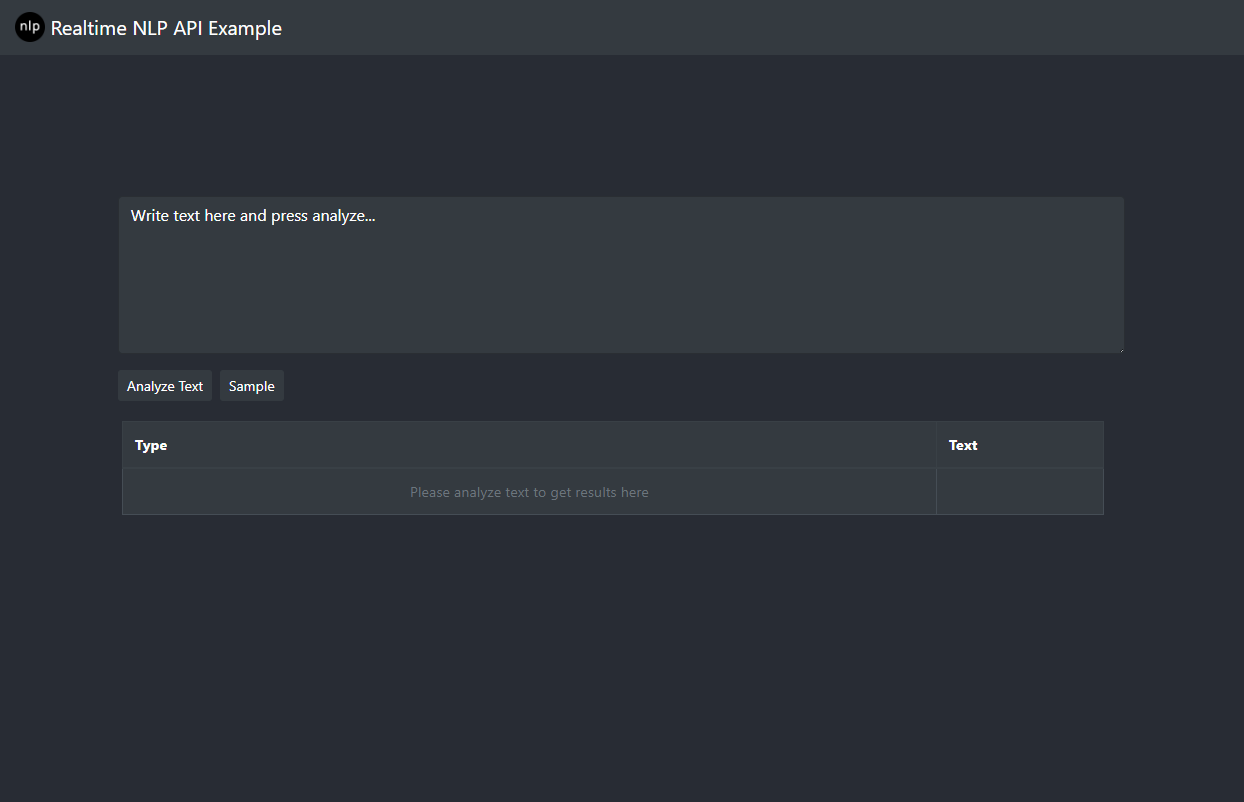 nlp Realtime NLP API Example
Write text here and press analyze...
Analyze Text Sample
Type Text
Please analyze text to get results here